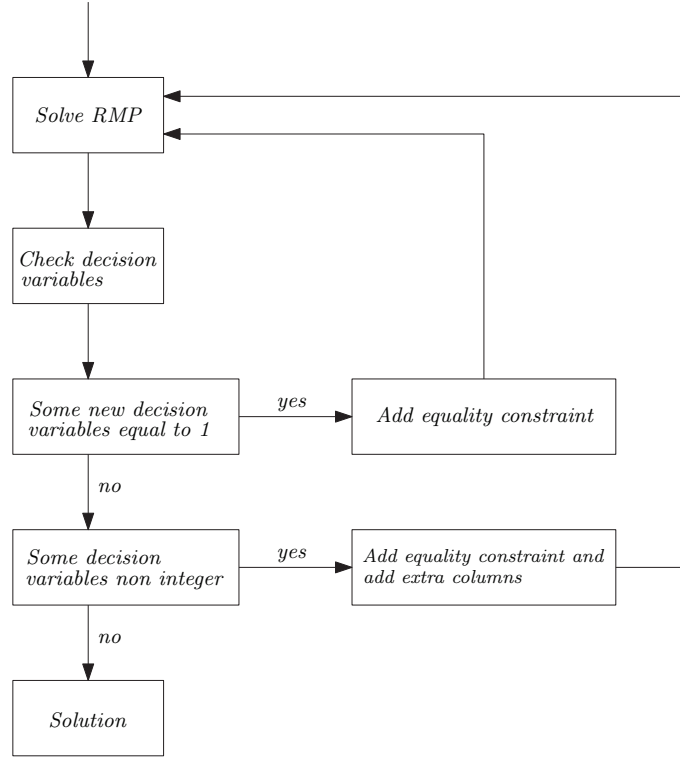 Solve RMP
Check decision
variables
Some new decision
variables equal to 1
yes
Add equality constraint
no
Some decision
variables non integer
yes
Add equality constraint and
add extra columns
no
Solution